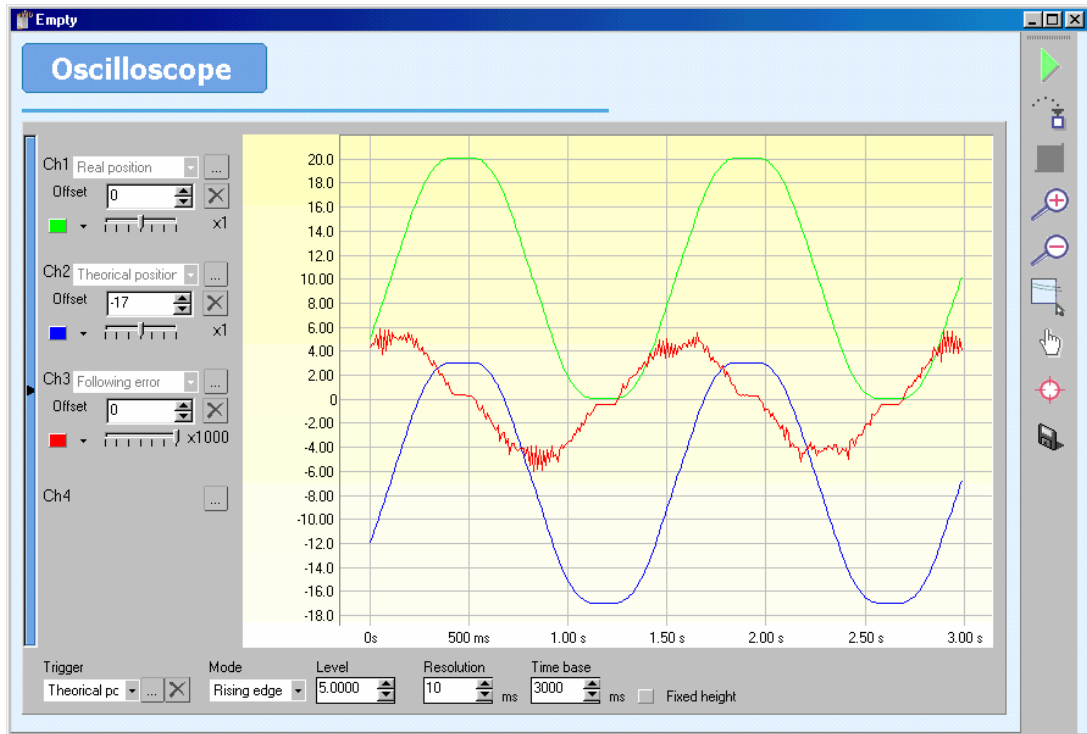 Empty
Oscilloscope
Ch1 Real position ...
Offset 0
x1
Ch2 Theorical position ...
Offset -17
x1
Ch3 Following error ...
Offset 0
x1000
Ch4 ...
20.0
18.0
16.0
14.0
12.0
10.00
8.00
6.00
4.00
2.00
0
-2.00
-4.00
-6.00
-8.00
-10.00
-12.0
-14.0
-16.0
-18.0
0s 500 ms 1.00 s 1.50 s 2.00 s 2.50 s 3.00 s
Trigger Mode Level Resolution Time base
Theorical pc ... Rising edge 5.0000 10 ms 3000 ms Fixed height